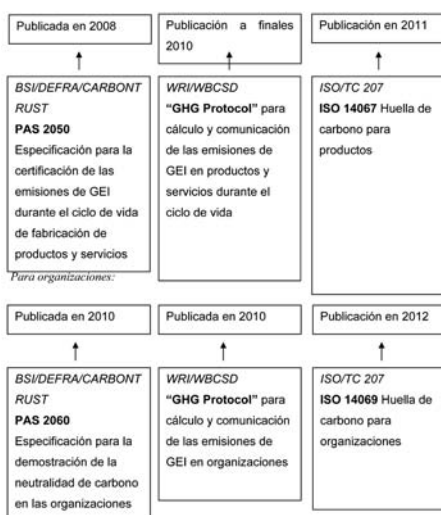 Publicada en 2008
Publicación a finales
2010
Publicación en 2011
BSI/DEFRA/CARBONT
RUST
PAS 2050
Especificación para la
certificación de las
emisiones de GEI
durante el ciclo de vida
de fabricación de
productos y servicios
WRI/WBCSD
“GHG Protocol” para
cálculo y comunicación
de las emisiones de
GEI en productos y
servicios durante el
ciclo de vida
ISO/TC 207
ISO 14067 Huella de
carbono para
productos
Para organizaciones:
Publicada en 2010
Publicada en 2010
Publicación en 2012
BSI/DEFRA/CARBONT
RUST
PAS 2060
Especificación para la
demostración de la
neutralidad de carbono
en las organizaciones
WRI/WBCSD
“GHG Protocol” para
cálculo y comunicación
de las emisiones de
GEI en organizaciones
ISO/TC 207
ISO 14069 Huella de
carbono para
organizaciones